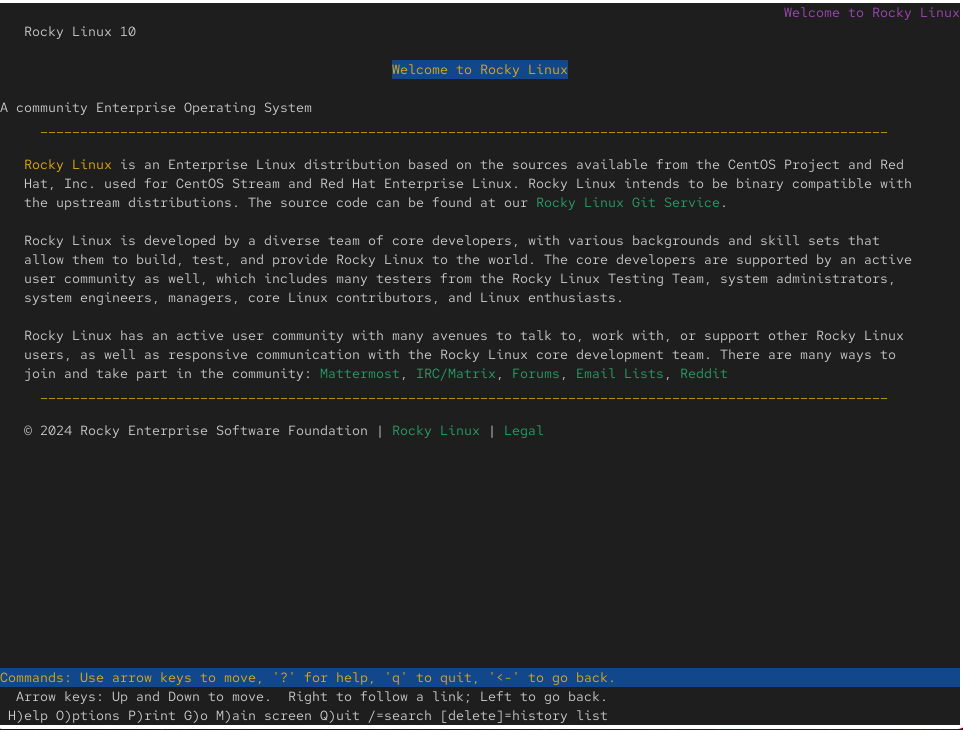 Welcome to Rocky Linux
Rocky Linux 10
Welcome to Rocky Linux
A community Enterprise Operating System
Rocky Linux is an Enterprise Linux distribution based on the sources available from the CentOS Project and Red
Hat, Inc. used for CentOS Stream and Red Hat Enterprise Linux. Rocky Linux intends to be binary compatible with
the upstream distributions. The source code can be found at our Rocky Linux Git Service.
Rocky Linux is developed by a diverse team of core developers, with various backgrounds and skill sets that
allow them to build, test, and provide Rocky Linux to the world. The core developers are supported by an active
user community as well, which includes many testers from the Rocky Linux Testing Team, system administrators,
system engineers, managers, core Linux contributors, and Linux enthusiasts.
Rocky Linux has an active user community with many avenues to talk to, work with, or support other Rocky Linux
users, as well as responsive communication with the Rocky Linux core development team. There are many ways to
join and take part in the community: Mattermost, IRC/Matrix, Forums, Email Lists, Reddit
© 2024 Rocky Enterprise Software Foundation | Rocky Linux | Legal
Commands: Use arrow keys to move, '?' for help, 'q' to quit, '<-' to go back.
Arrow keys: Up and Down to move.  Right to follow a link; Left to go back.
H)elp O)ptions P)rint G)o M)ain screen Q)uit /=search [delete]=history list